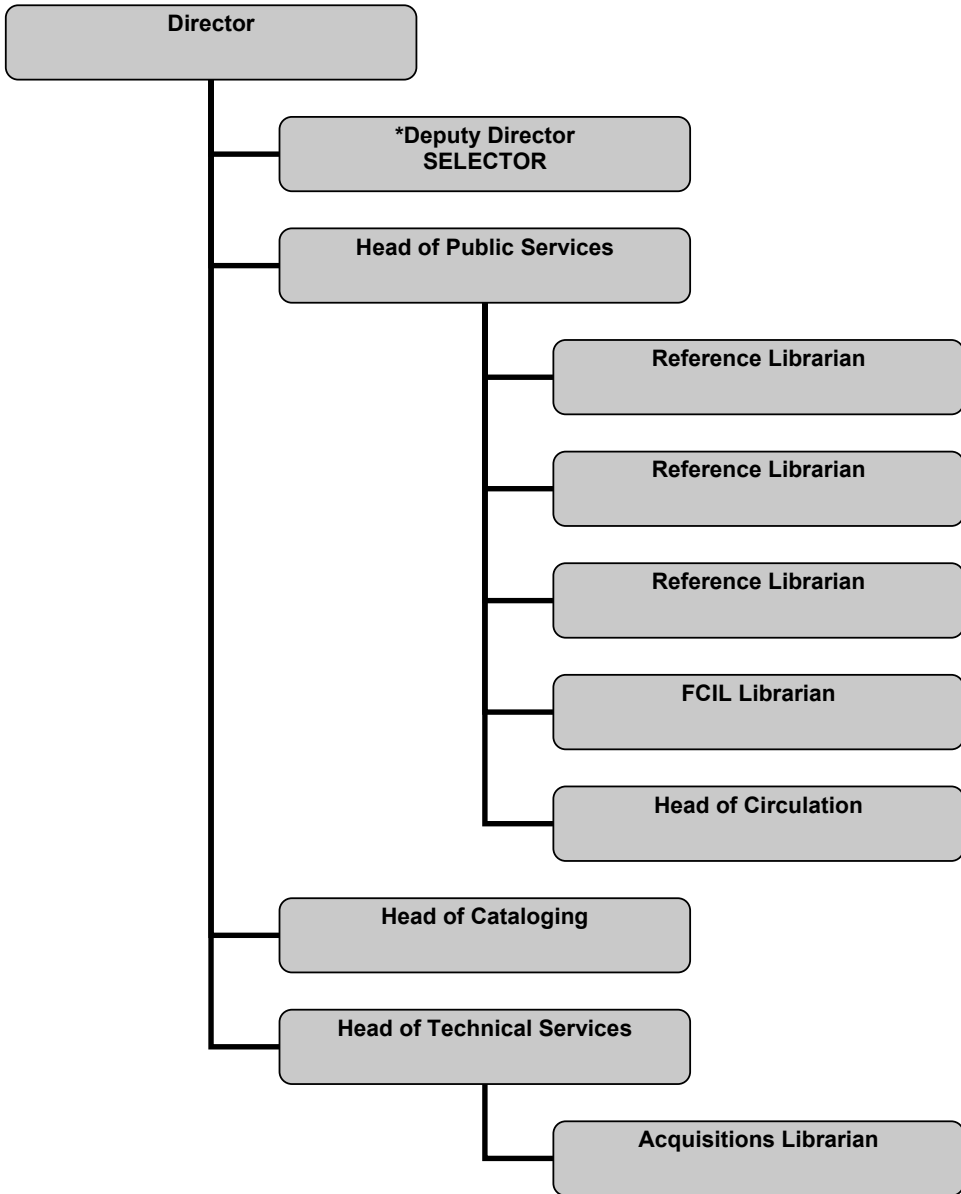 Director
*Deputy Director
SELECTOR
Head of Public Services
Reference Librarian
Reference Librarian
Reference Librarian
FCIL Librarian
Head of Circulation
Head of Cataloging
Head of Technical Services
Acquisitions Librarian